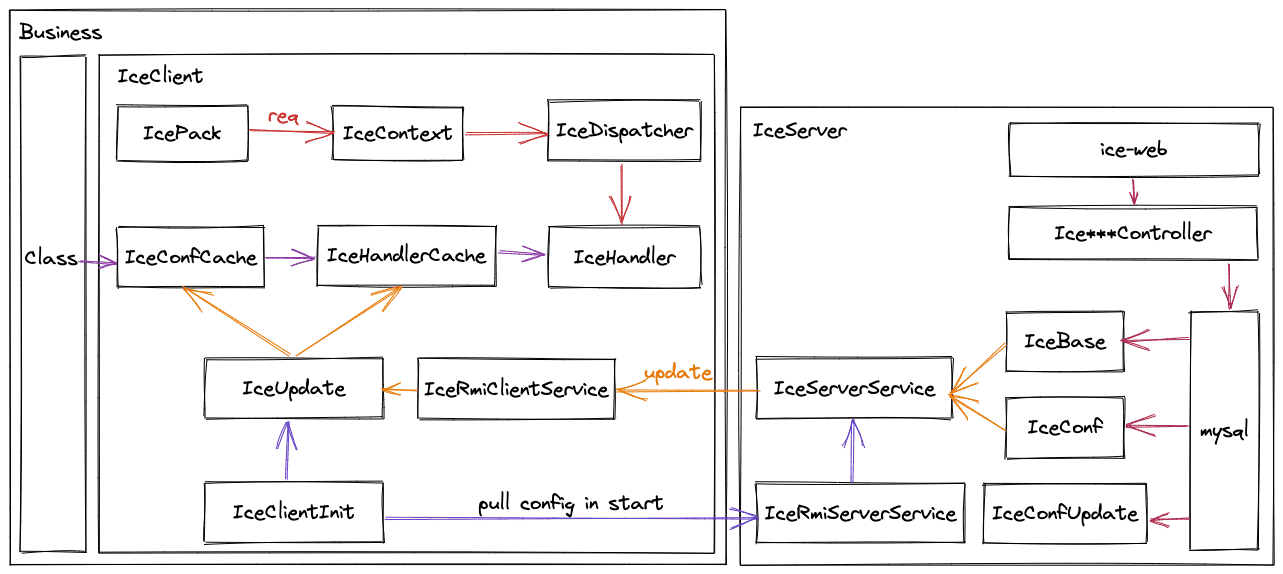 Business
IceClient
IcePack
req
IceContext
IceDispatcher
class
IceConfCache
IceHandlerCache
IceHandler
IceUpdate
IceRmiClientService
update
IceClientInit
pull config in start
IceServer
ice-web
Ice***Controller
IceBase
IceServerService
IceConf
mysql
IceRmiServerService
IceConfUpdate